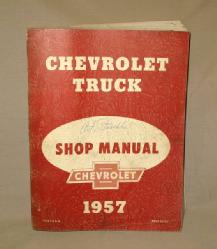 CHEVROLET
TRUCK
SHOP MANUAL
CHEVROLET
1957